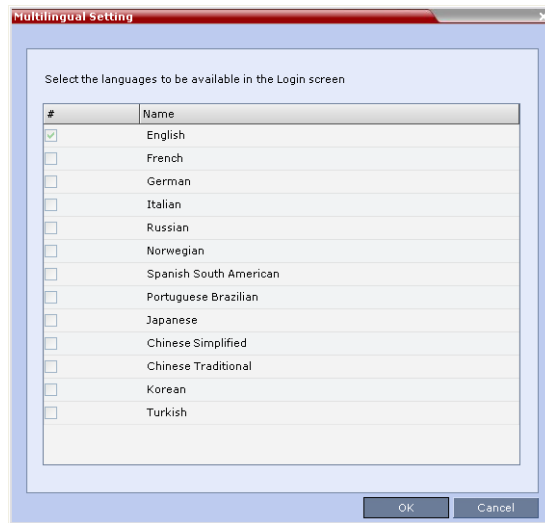 Multilingual Setting
Select the languages to be available in the Login screen
# Name
English
French
German
Italian
Russian
Norwegian
Spanish South American
Portuguese Brazilian
Japanese
Chinese Simplified
Chinese Traditional
Korean
Turkish
OK Cancel